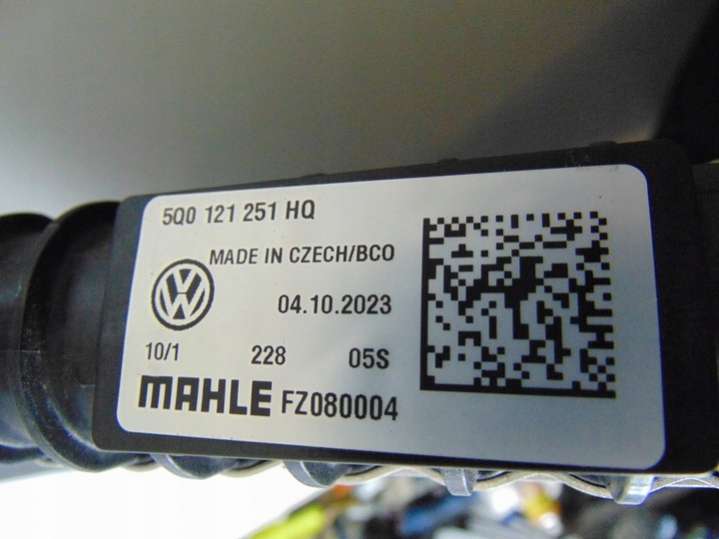 5Q0 121 251 HQ
MADE IN CZECH/BCO
04.10.2023
10/1 228 05S
MAHLE FZ080004